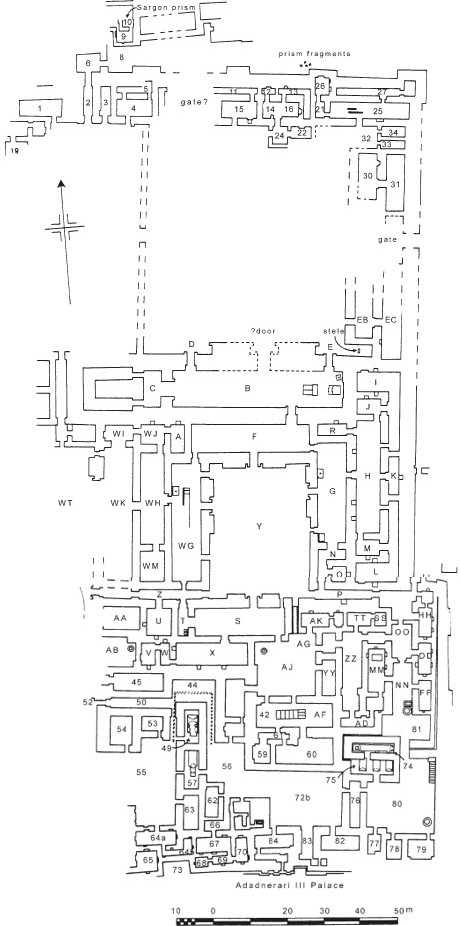 10 Sargon prism
9
8
6
prism fragments
26
5
11 12 13 27
1 2 3 4 gate? 15 14 16 21 25
24 22 34
19 32 33
30 31
gate
EB EC
?door stele
D E
I
C B
J
WI WJ A F R
H K
G
WT WK WH Y
WG
M
WM N
O L
Z P
AA U T S AK TT SS HH
OO
AG
AB V W X AJ ZZ DD
YY MM
45 44 NN FF
52 50 42 AF
AD
54 53 81
49 56 59 60
74
55 57 75
62 72b 76 80
63
66
64a 67 84 83 82 77 78 79
65 68 69 70
73
Adadnerari III Palace
10 0 20 40 50 m